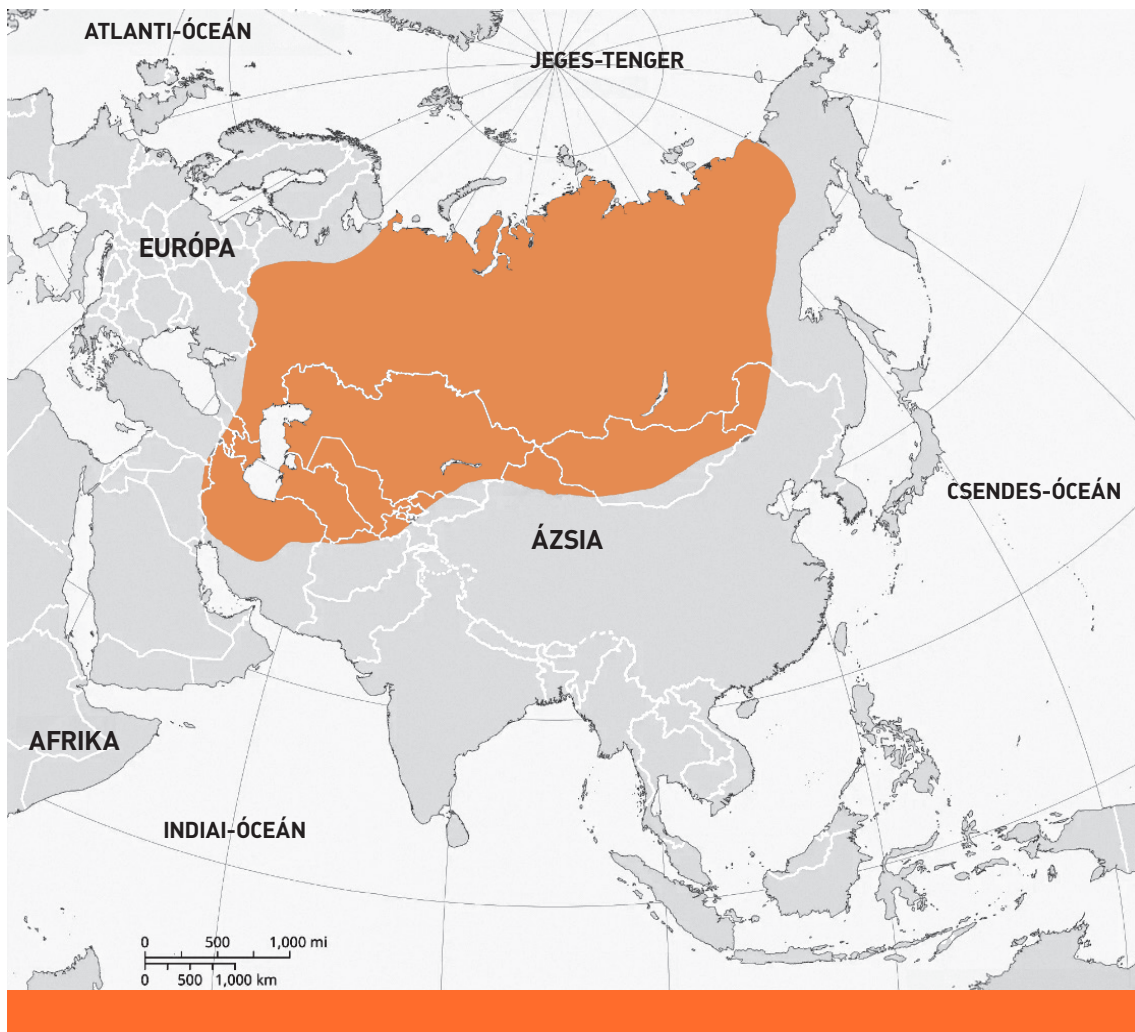 ATLANTI-ÓCEÁN
JEGES-TENGER
EURÓPA
CSENDES-ÓCEÁN
ÁZSIA
AFRIKA
INDIAI-ÓCEÁN
0 500 1,000 mi
0 500 1,000 km